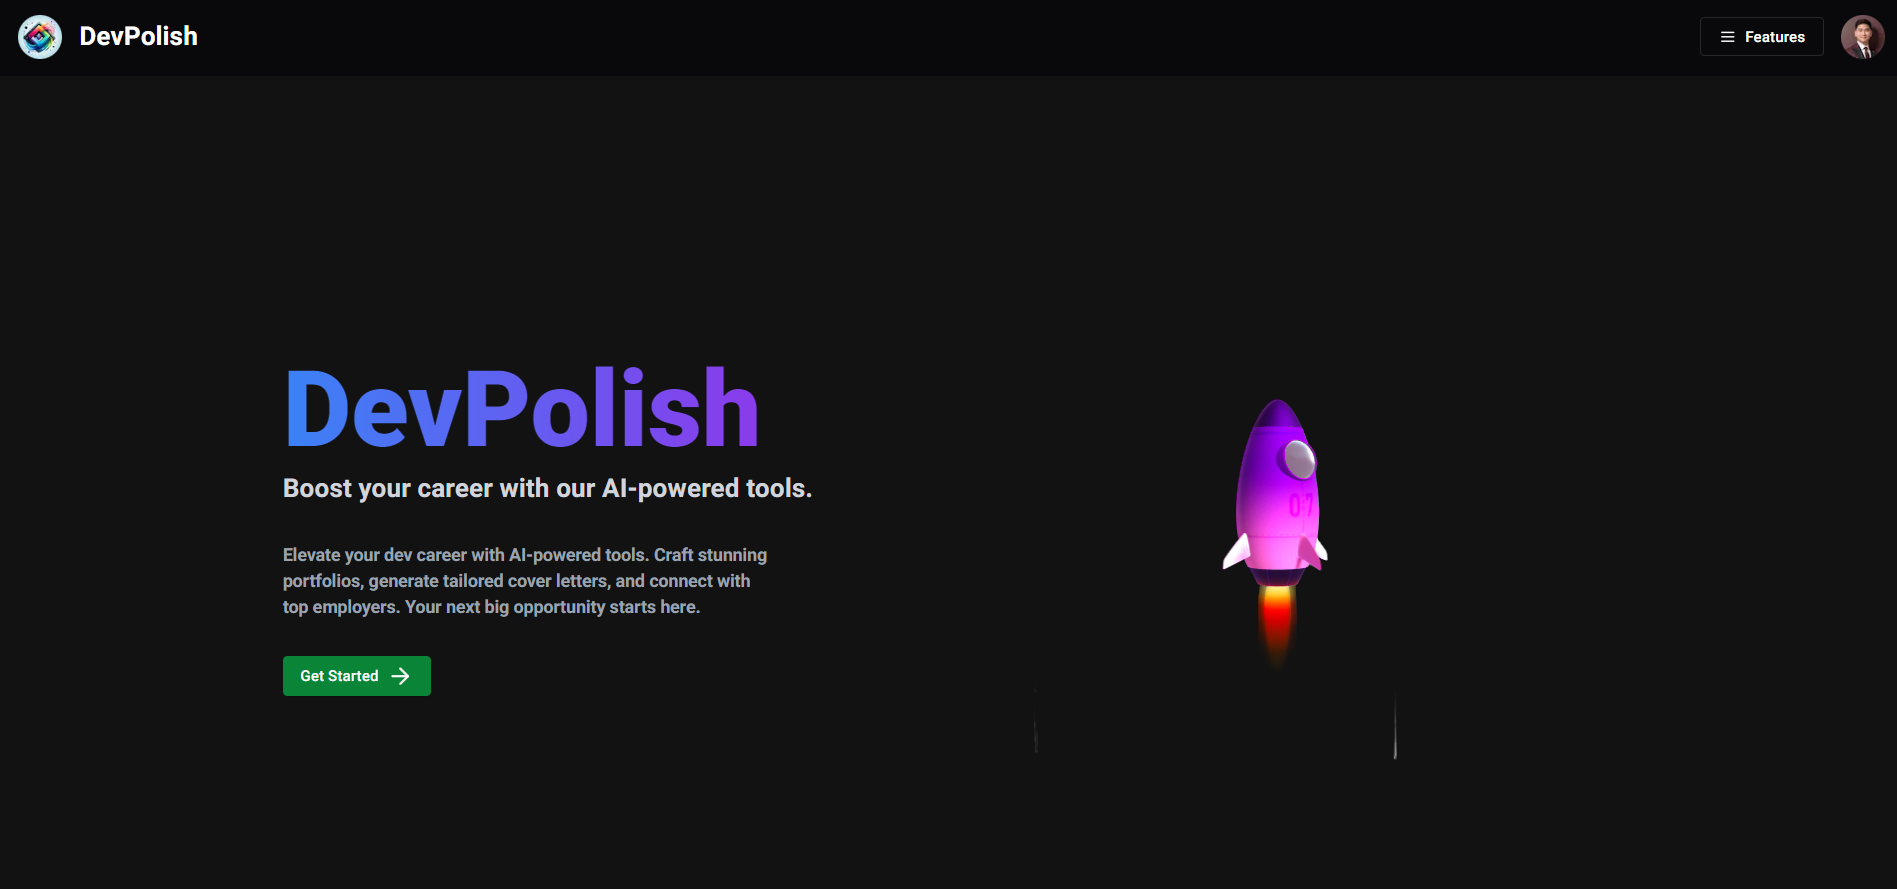 DevPolish
Features
DevPolish
Boost your career with our AI-powered tools.
Elevate your dev career with AI-powered tools. Craft stunning
portfolios, generate tailored cover letters, and connect with
top employers. Your next big opportunity starts here.
Get Started
0:7